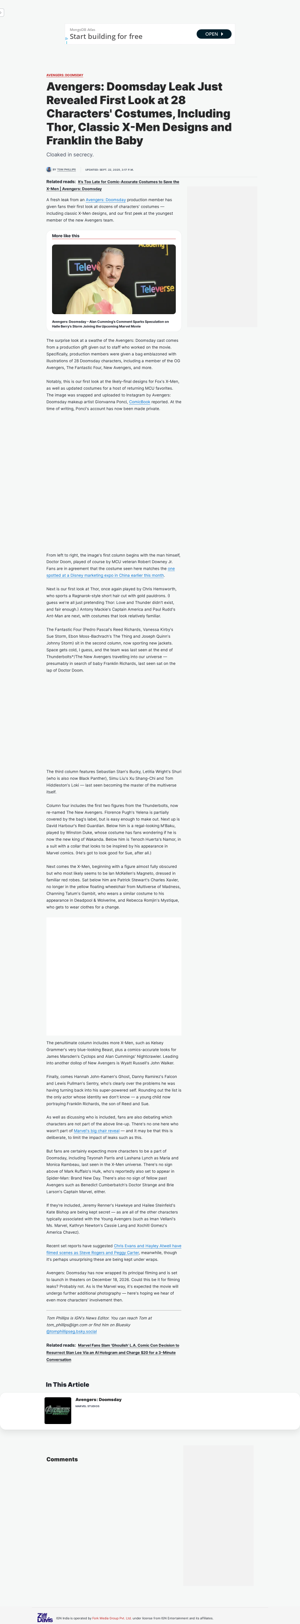 MongoDB Atlas
Start building for free
OPEN
AVENGERS: DOOMSDAY
Avengers: Doomsday Leak Just
Revealed First Look at 28
Characters' Costumes, Including
Thor, Classic X-Men Designs and
Franklin the Baby
Cloaked in secrecy.
BY TOM PHILLIPS
Related reads: It's Too Late for Comic-Accurate Costumes to Save the
X-Men | Avengers: Doomsday
A fresh leak from an Avengers: Doomsday production member has
given fans their first look at dozens of characters' costumes —
including classic X-Men designs, and our first peek at the youngest
member of the new Avengers team.
More like this
Academy
Televe
Televerse
Avengers: Doomsday - Alan Cumming's Comment Sparks Speculation on
Halle Berry's Storm Joining the Upcoming Marvel Movie
The surprise look at a swathe of the Avengers: Doomsday cast comes
from a production gift given out to staff who worked on the movie.
Specifically, production members were given a bag emblazoned with
illustrations of 28 Doomsday characters, including a member of the OG
Avengers, The Fantastic Four, New Avengers, and more.
Notably, this is our first look at the likely-final designs for Fox's X-Men,
as well as updated costumes for a host of returning MCU favorites.
The image was snapped and uploaded to Instagram by Avengers:
Doomsday makeup artist Giovanna Ponci, ComicBook reported. At the
time of writing, Ponci's account has now been made private.
From left to right, the image's first column begins with the man himself,
Doctor Doom, played of course by MCU veteran Robert Downey Jr.
Fans are in agreement that the costume seen here matches the one
spotted at a Disney marketing expo in China earlier this month.
Next is our first look at Thor, once again played by Chris Hemsworth,
who sports a Ragnarok-style short hair cut with gold pauldrons. (I
guess we're all just pretending Thor: Love and Thunder didn't exist,
and fair enough.) Antony Mackie's Captain America and Paul Rudd's
Ant-Man are next, with costumes that look relatively familiar.
The Fantastic Four (Pedro Pascal's Reed Richards, Vanessa Kirby's
Sue Storm, Ebon Moss-Bachrach's The Thing and Joseph Quinn's
Johnny Storm) sit in the second column, now sporting new jackets.
Space gets cold, I guess, and the team was last seen at the end of
Thunderbolts*/The New Avengers travelling into our universe —
presumably in search of baby Franklin Richards, last seen sat on the
lap of Doctor Doom.
The third column features Sebastian Stan's Bucky, Letitia Wright's Shuri
(who is also now Black Panther), Simu Liu's Xu Shang-Chi and Tom
Hiddleston's Loki — last seen becoming the master of the multiverse
itself.
Column four includes the first two figures from the Thunderbolts, now
re-named The New Avengers. Florence Pugh's Yelena is partially
covered by the bag's label, but is easy enough to make out. Next up is
David Harbour's Red Guardian. Below him is a regal-looking M'Baku,
played by Winston Duke, whose costume has fans wondering if he is
now the new king of Wakanda. Below him is Tenoch Huerta's Namor, in
a suit with a collar that looks to be inspired by his appearance in
Marvel comics. (He's got to look good for Sue, after all.)
Next comes the X-Men, beginning with a figure almost fully obscured
but who most likely seems to be Ian McKellen's Magneto, dressed in
familiar red robes. Sat below him are Patrick Stewart's Charles Xavier,
no longer in the yellow floating wheelchair from Multiverse of Madness,
Channing Tatum's Gambit, who wears a similar costume to his
appearance in Deadpool & Wolverine, and Rebecca Romijn's Mystique,
who gets to wear clothes for a change.
The penultimate column includes more X-Men, such as Kelsey
Grammer's very blue-looking Beast, plus a comics-accurate looks for
James Marsden's Cyclops and Alan Cummings' Nightcrawler. Leading
into another dollop of New Avengers is Wyatt Russell's John Walker.
Finally, comes Hannah John-Kamen's Ghost, Danny Ramirez's Falcon
and Lewis Pullman's Sentry, who's clearly over the problems he was
having turning back into his super-powered self. Rounding out the list is
the only actor whose identity we don't know — a young child now
portraying Franklin Richards, the son of Reed and Sue.
As well as discussing who is included, fans are also debating which
characters are not part of the above line-up. There's no one here who
wasn't part of Marvel's big chair reveal — and it may be that this is
deliberate, to limit the impact of leaks such as this.
But fans are certainly expecting more characters to be a part of
Doomsday, including Teyonah Parris and Lashana Lynch as Maria and
Monica Rambeau, last seen in the X-Men universe. There's no sign
above of Mark Ruffalo's Hulk, who's reportedly also set to appear in
Spider-Man: Brand New Day. There's also no sign of fellow past
Avengers such as Benedict Cumberbatch's Doctor Strange and Brie
Larson's Captain Marvel, either.
If they're included, Jeremy Renner's Hawkeye and Hailee Steinfeld's
Kate Bishop are being kept secret — as are all of the other characters
typically associated with the Young Avengers (such as Iman Vellani's
Ms. Marvel, Kathryn Newton's Cassie Lang and Xochitl Gomez's
America Chavez).
Recent set reports have suggested Chris Evans and Hayley Atwell have
filmed scenes as Steve Rogers and Peggy Carter, meanwhile, though
it's perhaps unsurprising these are being kept under wraps.
Avengers: Doomsday has now wrapped its principal filming and is set
to launch in theaters on December 18, 2026. Could this be it for filming
leaks? Probably not. As is the Marvel way, it's expected the movie will
undergo further additional photography — here's hoping we hear of
even more characters' involvement then.
Tom Phillips is IGN's News Editor. You can reach Tom at
tom_phillips@ign.com or find him on Bluesky
@tomphillipseg.bsky.social
Related reads: Marvel Fans Slam 'Ghoulish' L.A. Comic Con Decision to
Resurrect Stan Lee Via an AI Hologram and Charge $20 for a 3-Minute
Conversation
In This Article
Avengers: Doomsday
MARVEL STUDIOS
Comments
Ziff Davis
IGN India is operated by Fork Media Group Pvt. Ltd. under license from IGN Entertainment and its affiliates.